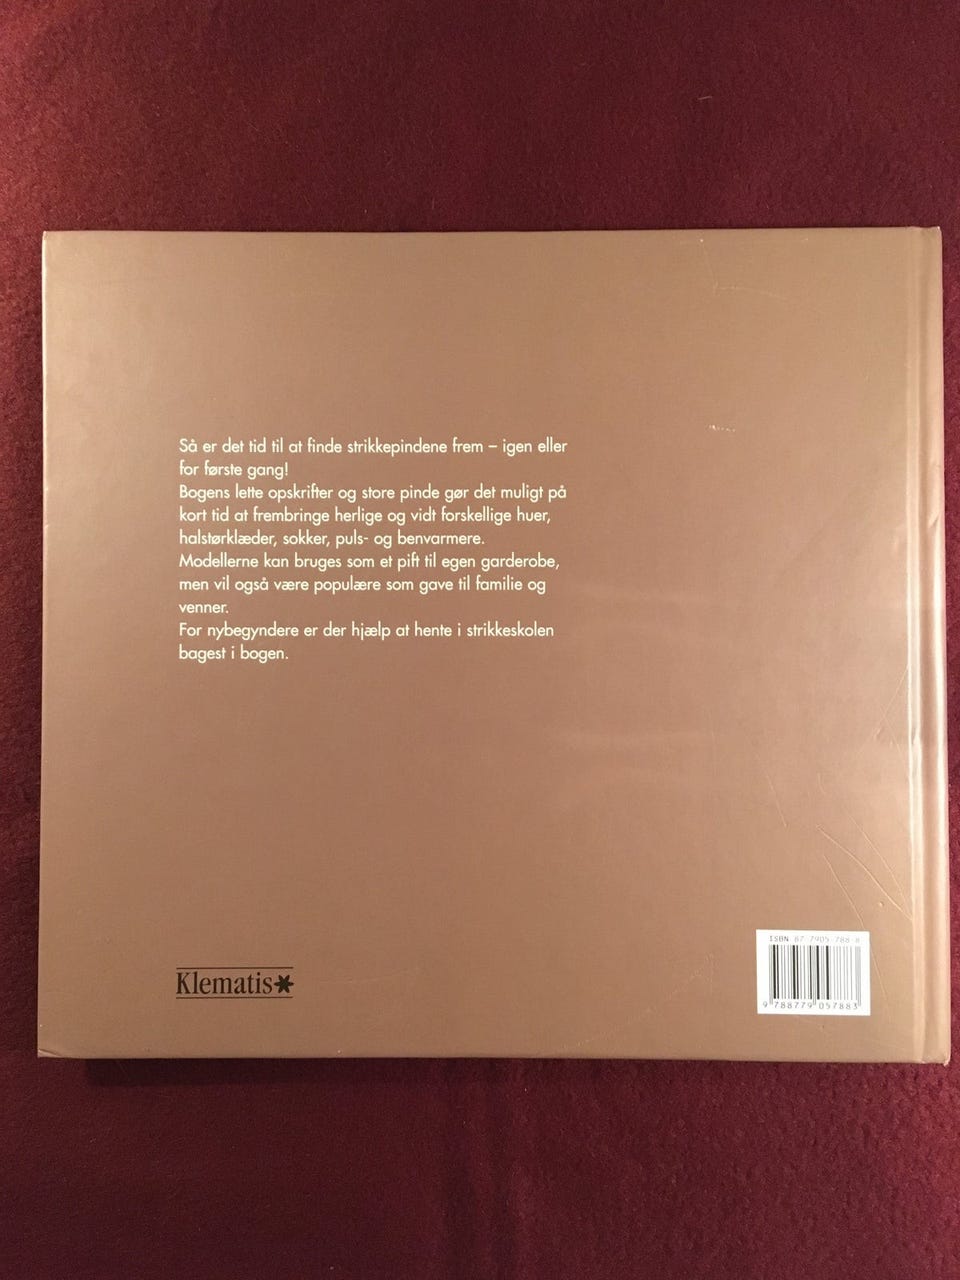 Så er det tid til at finde strikkepindene frem – igen eller
for første gang!
Bogens lette opskrifter og store pinde gør det muligt på
kort tid at frembringe herlige og vidt forskellige huer,
halstørklæder, sokker, puls- og benvarmere.
Modellerne kan bruges som et pift til egen garderobe,
men vil også være populære som gave til familie og
venner.
For nybegyndere er der hjælp at hente i strikkeskolen
bagest i bogen.
Klematis
ISBN 87-7905-788-8
9 788779 057883